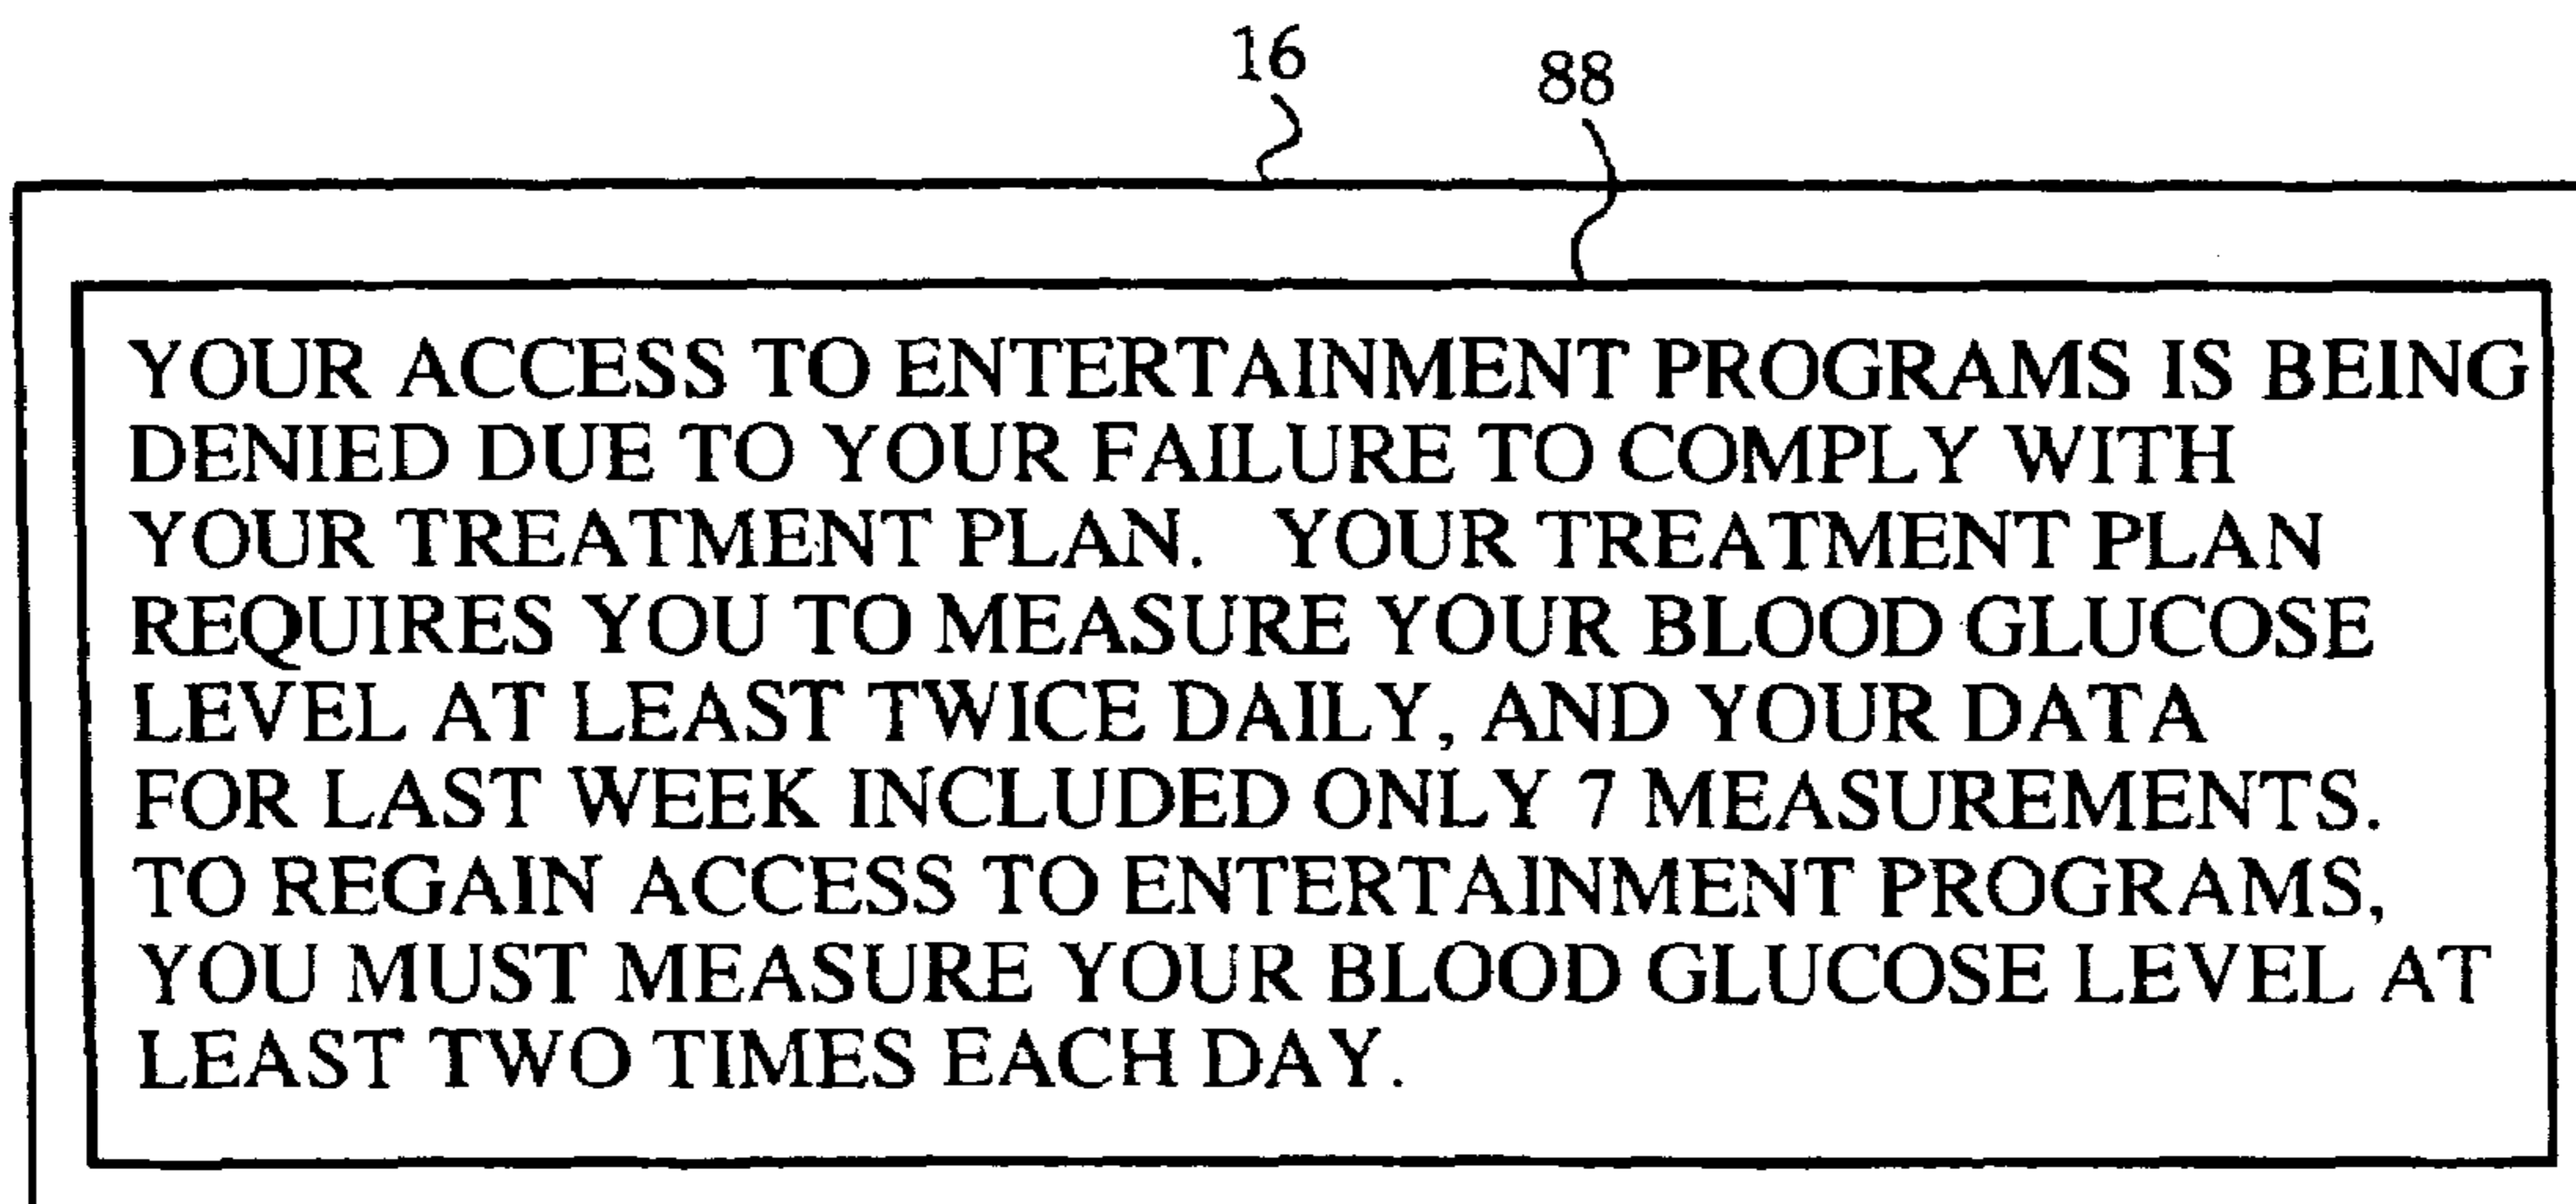 16
88
YOUR ACCESS TO ENTERTAINMENT PROGRAMS IS BEING
DENIED DUE TO YOUR FAILURE TO COMPLY WITH
YOUR TREATMENT PLAN. YOUR TREATMENT PLAN
REQUIRES YOU TO MEASURE YOUR BLOOD GLUCOSE
LEVEL AT LEAST TWICE DAILY, AND YOUR DATA
FOR LAST WEEK INCLUDED ONLY 7 MEASUREMENTS.
TO REGAIN ACCESS TO ENTERTAINMENT PROGRAMS,
YOU MUST MEASURE YOUR BLOOD GLUCOSE LEVEL AT
LEAST TWO TIMES EACH DAY.